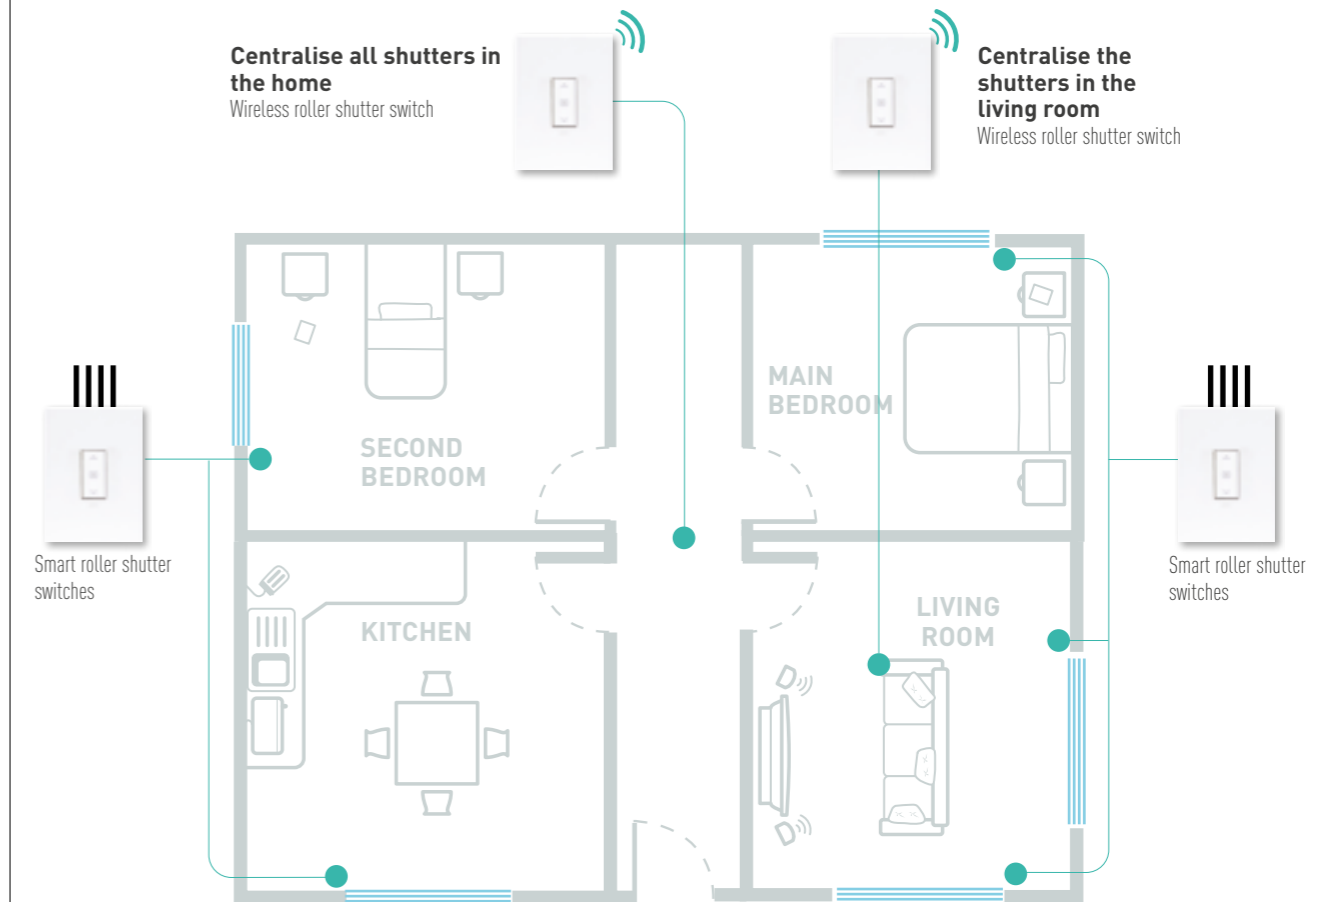 Centralise all shutters in
the home
Wireless roller shutter switch
Centralise the
shutters in the
living room
Wireless roller shutter switch
MAIN
BEDROOM
SECOND
BEDROOM
Smart roller shutter
switches
Smart roller shutter
switches
KITCHEN
LIVING
ROOM